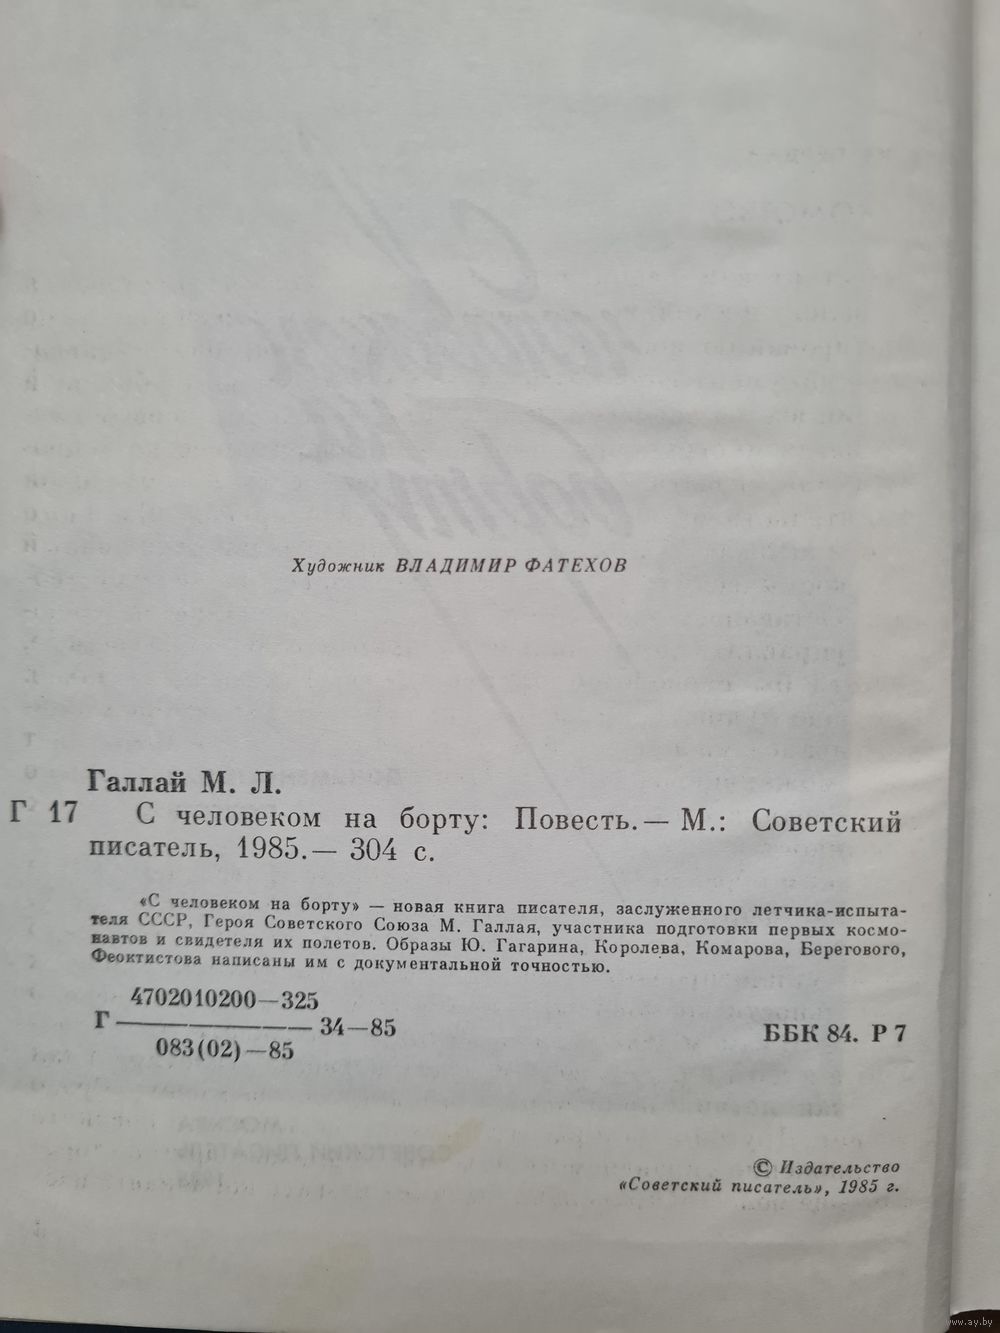 Художник ВЛАДИМИР ФАТЕХОВ
Галлай М. Л.
Г 17 С человеком на борту: Повесть.— М.: Советский
писатель, 1985.— 304 с.
«С человеком на борту» — новая книга писателя, заслуженного летчика-испыта-
теля СССР, Героя Советского Союза М. Галлая, участника подготовки первых космо-
навтов и свидетеля их полетов. Образы Ю. Гагарина, Королева, Комарова, Берегового,
Феоктистова написаны им с документальной точностью.
4702010200—325
Г —————— 34—85
083(02)—85
ББК 84. Р 7
© Издательство
«Советский писатель», 1985 г.
www.ay.by